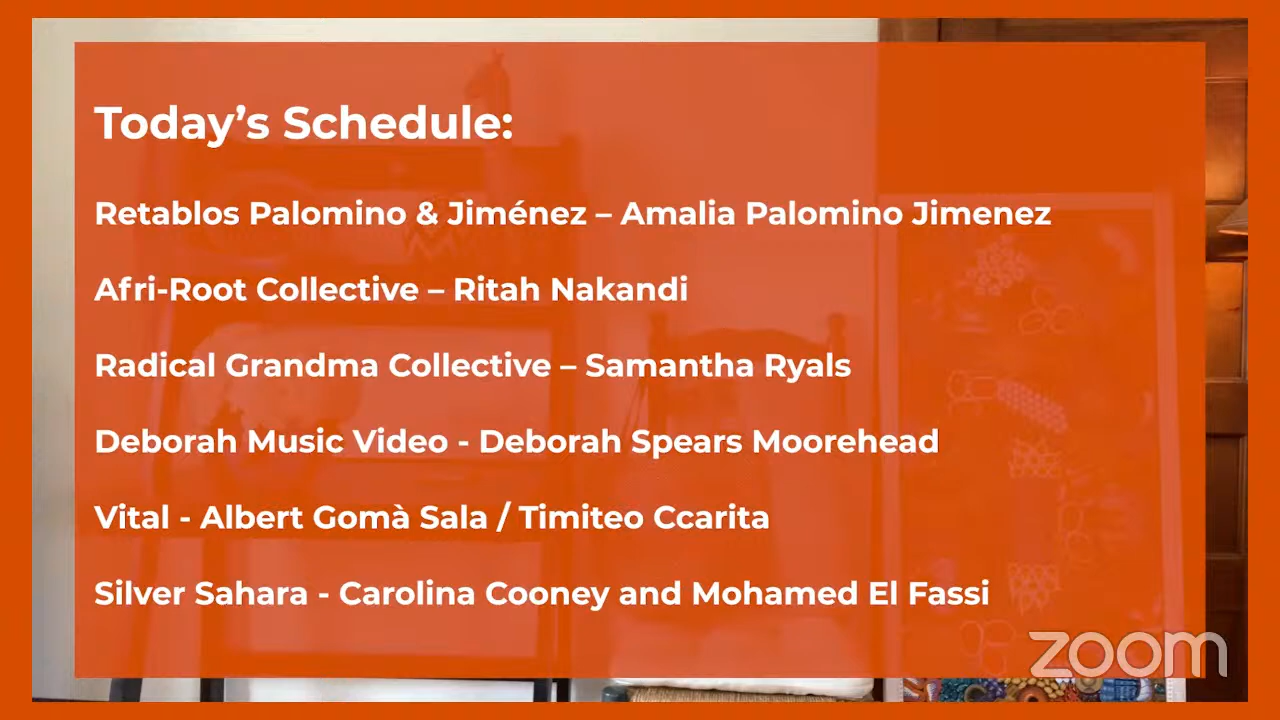 Today’s Schedule:
Retablos Palomino & Jiménez – Amalia Palomino Jimenez
Afri-Root Collective – Ritah Nakandi
Radical Grandma Collective – Samantha Ryals
Deborah Music Video - Deborah Spears Moorehead
Vital - Albert Gomà Sala / Timiteo Ccarita
Silver Sahara - Carolina Cooney and Mohamed El Fassi
zoom